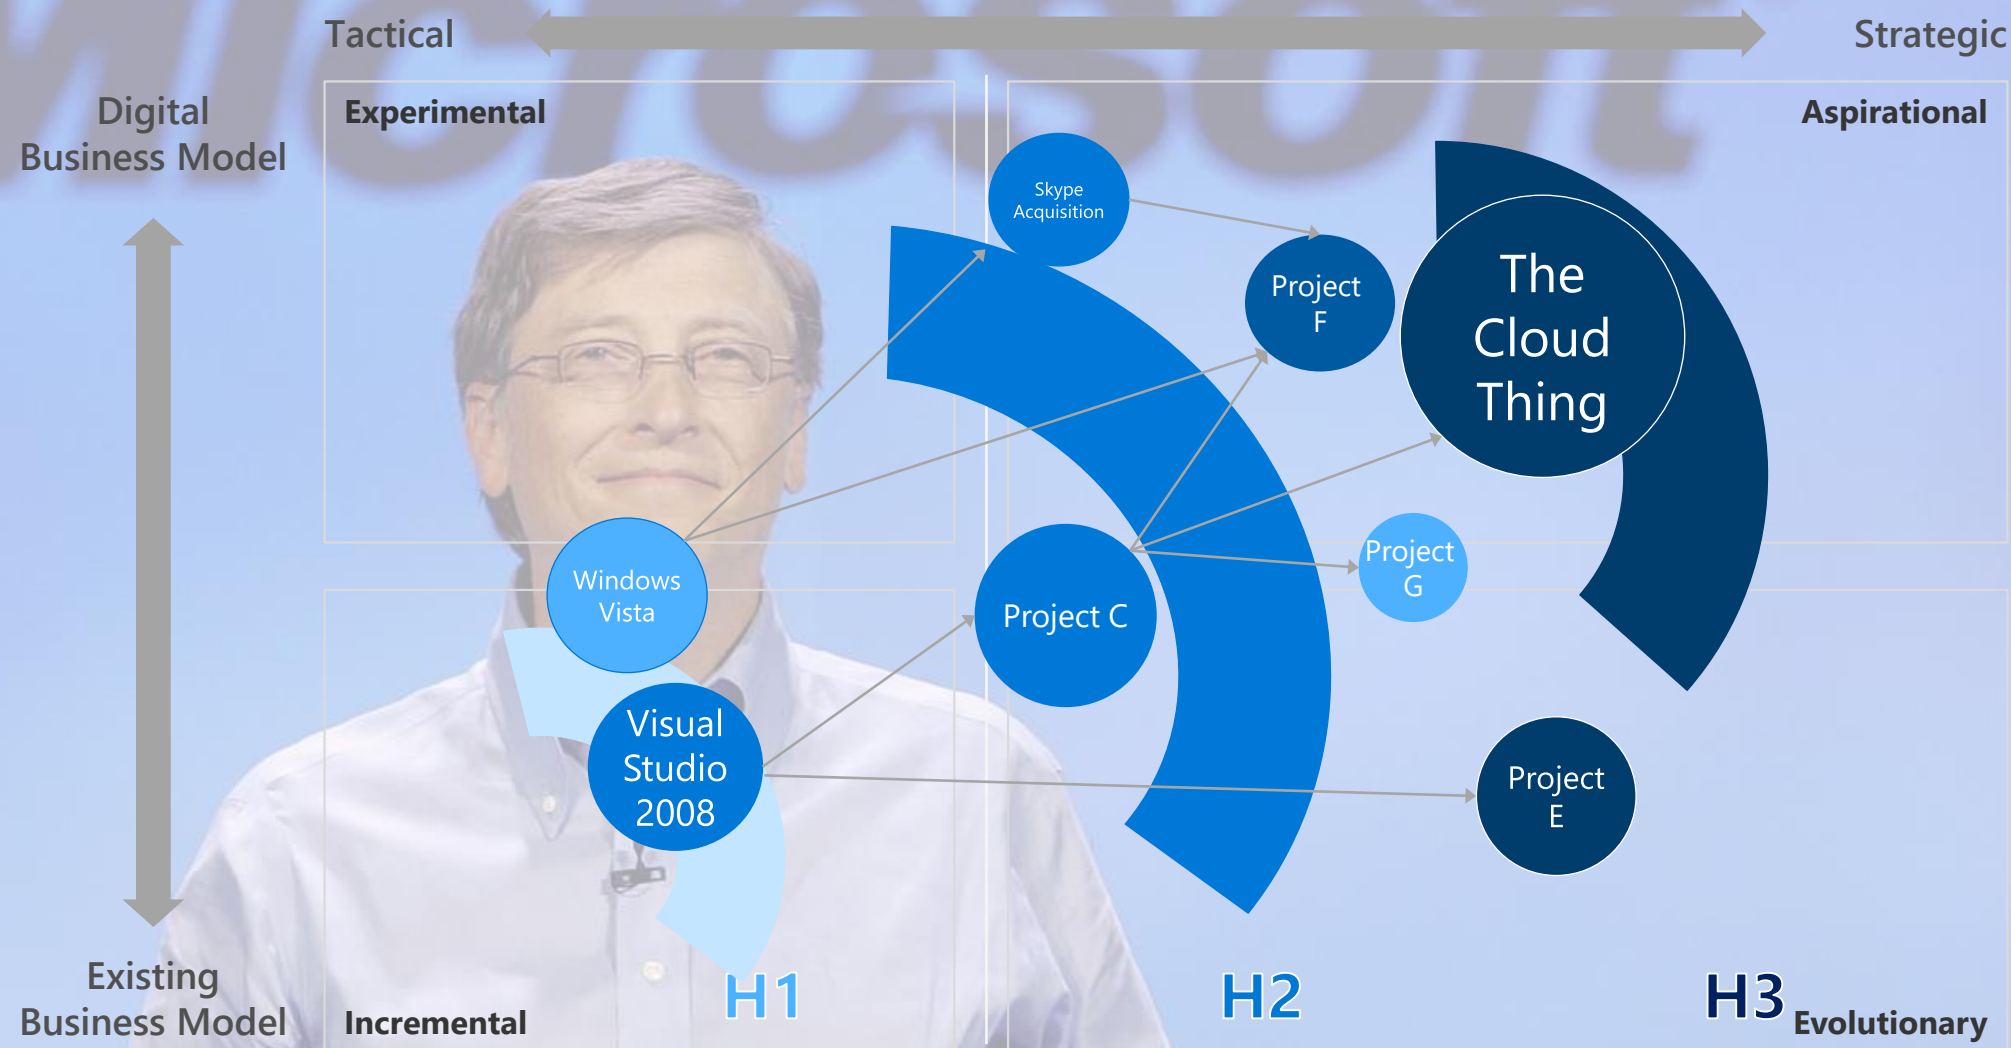 Microsoft
Tactical
Strategic
Digital
Business Model
Experimental
Aspirational
Skype
Acquisition
Project
F
The
Cloud
Thing
Windows
Vista
Project
G
Project C
Visual
Studio
2008
Project
E
Existing
Business Model
Incremental
H1
H2
H3
Evolutionary